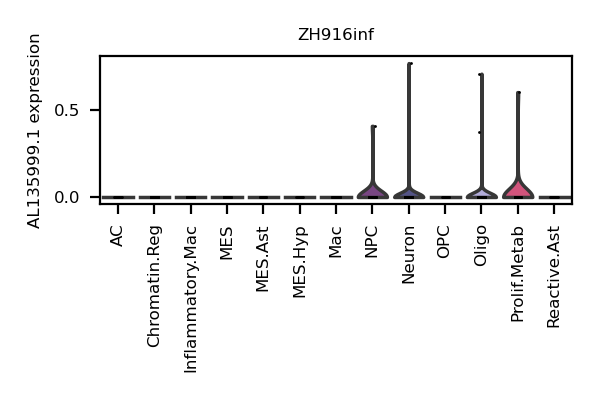 ZH916inf
AL135999.1 expression
0.5
0.0
AC
Chromatin.Reg
Inflammatory.Mac
MES
MES.Ast
MES.Hyp
Mac
NPC
Neuron
OPC
Oligo
Prolif.Metab
Reactive.Ast